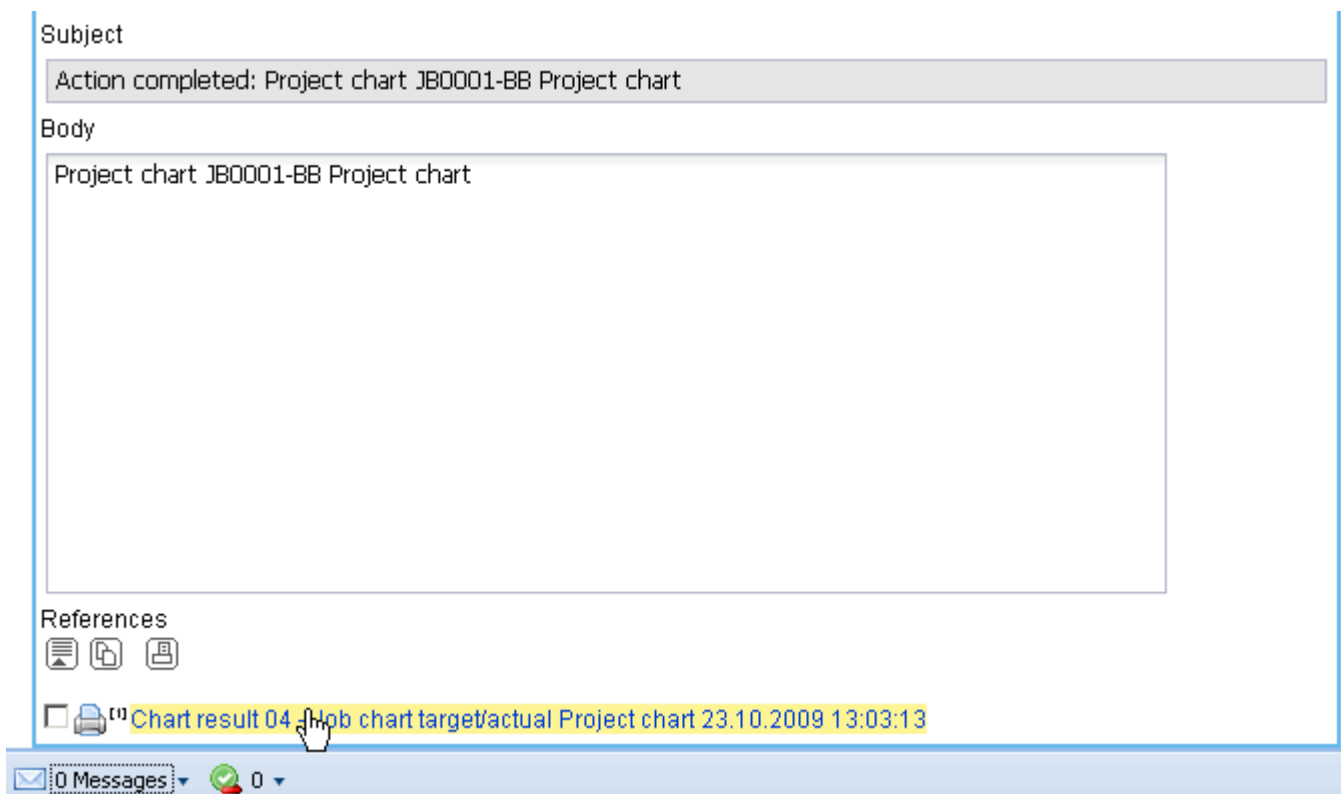 Subject
Action completed: Project chart JB0001-BB Project chart
Body
Project chart JB0001-BB Project chart
References
[1] Chart result 04 - Job chart target/actual Project chart 23.10.2009 13:03:13
0 Messages 0